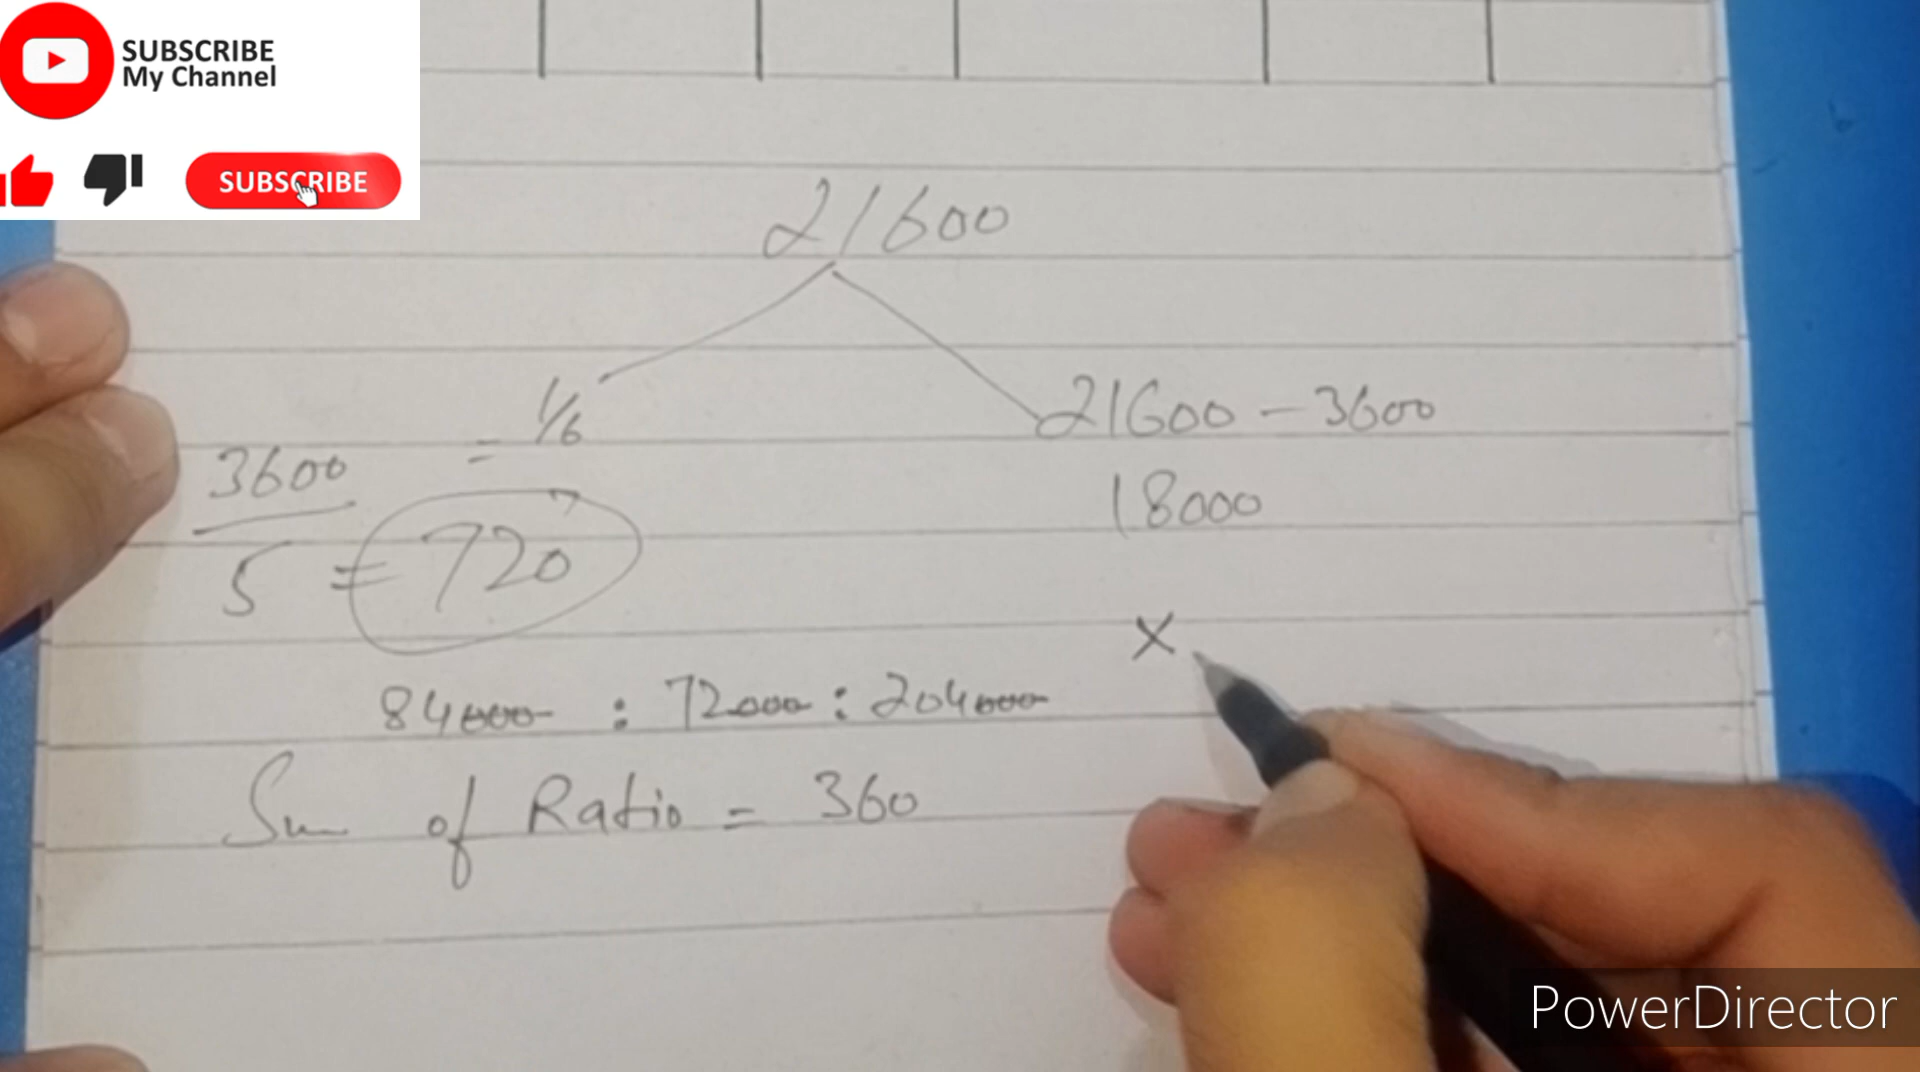 SUBSCRIBE
My Channel
SUBSCRIBE
21600
= 1/6
21600 - 3600
3600
18000
5 = 720
X
84000 : 72000 : 204000
Sum of Ratio = 360
PowerDirector